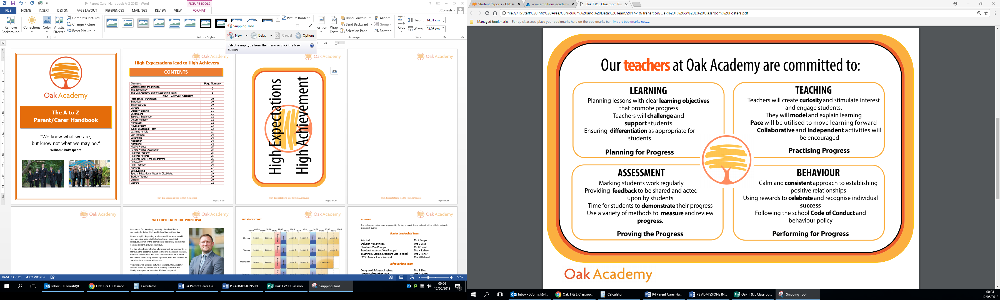 P4 Parent Carer Handbook A-Z 2018 - Word
PICTURE TOOLS
FILE HOME INSERT DESIGN PAGE LAYOUT REFERENCES MAILINGS REVIEW VIEW FORMAT
JCornish
Remove Background
Corrections
Color
Artistic Effects
Compress Pictures
Change Picture
Reset Picture
Adjust
Picture Styles
Picture Border
Wrap Text
Bring Forward
Send Backward
Selection Pane
Align
Group
Rotate
Arrange
Crop
Height: 14.31 cm
Width: 23.06 cm
Size
Snipping Tool
New Delay Cancel Options
Select a snip type from the menu or click the New
button.
Oak Academy
The A to Z
Parent/Carer Handbook
“We know what we are,
but know not what we may be.”
William Shakespeare
Oak Academy
High Expectations lead to High Achievers
CONTENTS
Contents Page Number
Welcome from the Principal 6
The School Day 7
The Oak Academy Senior Leadership Team 8
The A – Z of Oak Academy
Attendance / Punctuality 10
Behaviour 10
Breakfast Club 10
Careers 11
Digital Wellbeing 11
Enrichment 11
Essential Equipment 12
Governing Body 12
Homework 12
House System 13
Junior Leadership Team 13
Learning for Life 13
Lost Property 14
Lunchtime 14
Medication 14
Mentoring 14
Mobile Phones 15
Parent Friends' Association 15
Personal Property 15
Personal Records 15
Personal Tutor Time Programme 15
Punctuality 15
Pupil Premium 16
Rewards 17
Safeguarding 17
Special Educational Needs & Disabilities 19
Student Planner 20
Uniform 20
Welfare 22
High Expectations lead to High Achievers
Page 2 of 20
Oak Academy
High Expectations
High Achievement
High Expectations lead to High Achievers
Page 3 of 20
Oak Academy
High Expectations lead to High Achievers
Page 4 of 20
Oak Academy
Oak Academy
WELCOME FROM THE PRINCIPAL
Welcome to Oak Academy, perfectly placed within the
community to deliver high quality teaching and learning.
We are a rapidly improving academy and I am very proud to
work alongside both established and newly appointed
colleagues, driven by the shared belief that every student has
the right to learn, grow and achieve.
It is this ethos that motivates all members of our community in
improving the academic outcomes and life-chances of students.
We value collaboration and open communication at all levels
and see the relationship between parents, staff and students as
crucial to the success of all learners.
Promoting a 'no excuses' culture of learning, Oak Academy
students play a significant role in creating the warm and
friendly atmosphere that makes life here so special.
Oak Academy
THE ACADEMY DAY
08:40 09:00 09:40 10:00 10:40 11:00 11:30 12:00 12:30 13:00 13:30 14:00 14:30 15:00 15:30 16:00
Monday Lesson 1 Lesson 2 Lesson 3 Lesson 4 Lesson 5 Lesson 6
Tuesday Lesson 1 Lesson 2 Lesson 3 Lesson 4 Lesson 5 Lesson 6
Wednesday Lesson 1 Lesson 2 Lesson 3 Lesson 4 Enrichment
Oak Academy
STAFFING
The colleagues below have responsibility for key areas of the school and will be able to help with
a range of queries
Senior Leadership Team
Principal Mr R Burgas
Inclusion Vice Principal Mrs E Biles
Standards Vice Principal Mr J Cornish
Standards Assistant Vice Principal Mrs H Richley
Teaching & Learning Assistant Vice Principal Mrs C Porter
SMSC Assistant Vice Principal Mrs M Helliwell
Safeguarding Team
Designated Safeguarding Lead Mrs E Biles
Deputy Safeguarding Lead Mrs A Carney
PAGE 3 OF 20 4382 WORDS
50%
Inbox - JCornish@l... Oak T & L Classroo... Calculator P4 Parent Carer Ha... P3 ADMISSIONS IN... Oak T & L Classroo... Snipping Tool
00:04
12/06/2018
Student Reports - Oak Ac www.ambitions-academi Oak T & L Classroom Pos
file:///T:/Staff%20Info%20Area/Curriculum%20and%20Data%20Team/2017-18/Transition/Oak%20T%20&%20L%20Classroom%20Posters.pdf
Managed bookmarks For quick access, place your bookmarks here on the bookmarks bar. Import bookmarks now...
Our teachers at Oak Academy are committed to:
LEARNING
Planning lessons with clear learning objectives
that promote progress
Teachers will challenge and
support students
Ensuring differentiation as appropriate for
students
Planning for Progress
TEACHING
Teachers will create curiosity and stimulate interest
and engage students.
They will model and explain learning
Pace will be utilised to move learning forward
Collaborative and independent activities will
be encouraged
Practising Progress
ASSESSMENT
Marking students work regularly
Providing feedback to be shared and acted
upon by students
Time for students to demonstrate their progress
Use a variety of methods to measure and review
progress.
Proving the Progress
BEHAVIOUR
Calm and consistent approach to establishing
positive relationships
Using rewards to celebrate and recognise individual
success
Following the school Code of Conduct and
behaviour policy
Performing for Progress
Oak Academy
Inbox - JCornish@l... Oak T & L Classroo... Calculator P4 Parent Carer Ha... P3 ADMISSIONS IN... Oak T & L Classroo... Snipping Tool
00:04
12/06/2018